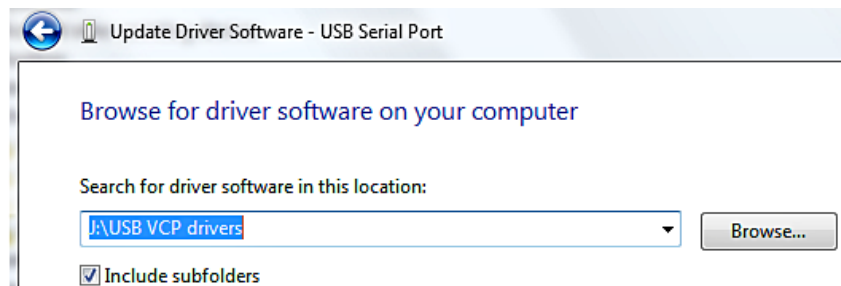 Update Driver Software - USB Serial Port
Browse for driver software on your computer
Search for driver software in this location:
J:\USB VCP drivers
Browse...
Include subfolders